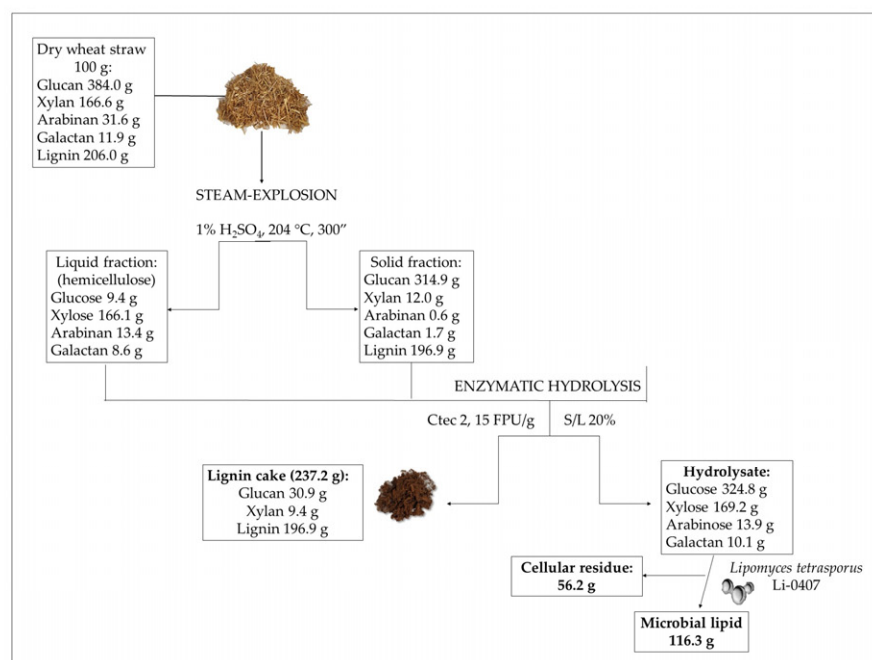 Dry wheat straw
100 g:
Glucan 384.0 g
Xylan 166.6 g
Arabinan 31.6 g
Galactan 11.9 g
Lignin 206.0 g
STEAM-EXPLOSION
1% H₂SO₄, 204 °C, 300”
Liquid fraction:
(hemicellulose)
Glucose 9.4 g
Xylose 166.1 g
Arabinan 13.4 g
Galactan 8.6 g
Solid fraction:
Glucan 314.9 g
Xylan 12.0 g
Arabinan 0.6 g
Galactan 1.7 g
Lignin 196.9 g
ENZYMATIC HYDROLYSIS
Ctec 2, 15 FPU/g
S/L 20%
Lignin cake (237.2 g):
Glucan 30.9 g
Xylan 9.4 g
Lignin 196.9 g
Hydrolysate:
Glucose 324.8 g
Xylose 169.2 g
Arabinose 13.9 g
Galactan 10.1 g
Cellular residue:
56.2 g
Lipomyces tetrasporus
Li-0407
Microbial lipid
116.3 g